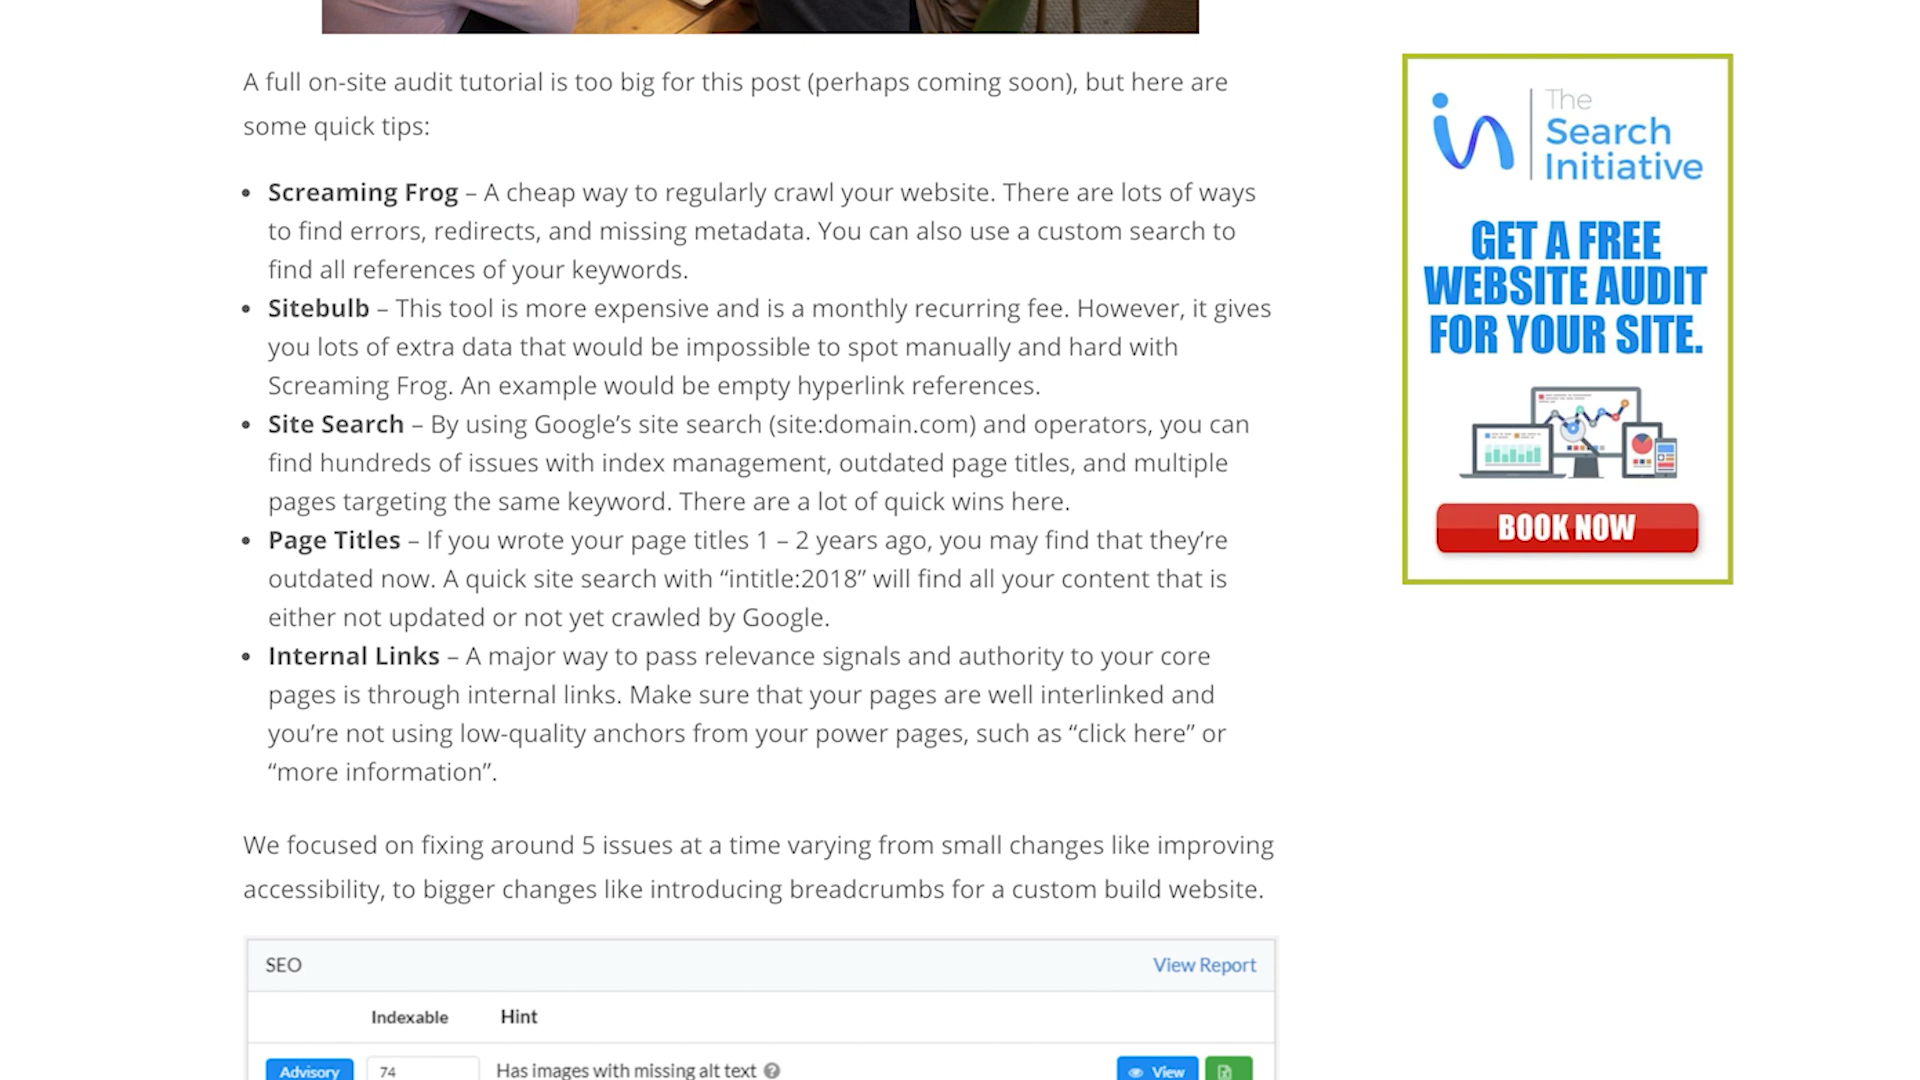 A full on-site audit tutorial is too big for this post (perhaps coming soon), but here are
some quick tips:
• Screaming Frog – A cheap way to regularly crawl your website. There are lots of ways
to find errors, redirects, and missing metadata. You can also use a custom search to
find all references of your keywords.
• Sitebulb – This tool is more expensive and is a monthly recurring fee. However, it gives
you lots of extra data that would be impossible to spot manually and hard with
Screaming Frog. An example would be empty hyperlink references.
• Site Search – By using Google’s site search (site:domain.com) and operators, you can
find hundreds of issues with index management, outdated page titles, and multiple
pages targeting the same keyword. There are a lot of quick wins here.
• Page Titles – If you wrote your page titles 1 – 2 years ago, you may find that they’re
outdated now. A quick site search with “intitle:2018” will find all your content that is
either not updated or not yet crawled by Google.
• Internal Links – A major way to pass relevance signals and authority to your core
pages is through internal links. Make sure that your pages are well interlinked and
you’re not using low-quality anchors from your power pages, such as “click here” or
“more information”.
We focused on fixing around 5 issues at a time varying from small changes like improving
accessibility, to bigger changes like introducing breadcrumbs for a custom build website.
SEO View Report
Indexable Hint
Advisory 74 Has images with missing alt text ? View
The
Search
Initiative
GET A FREE
WEBSITE AUDIT
FOR YOUR SITE.
BOOK NOW